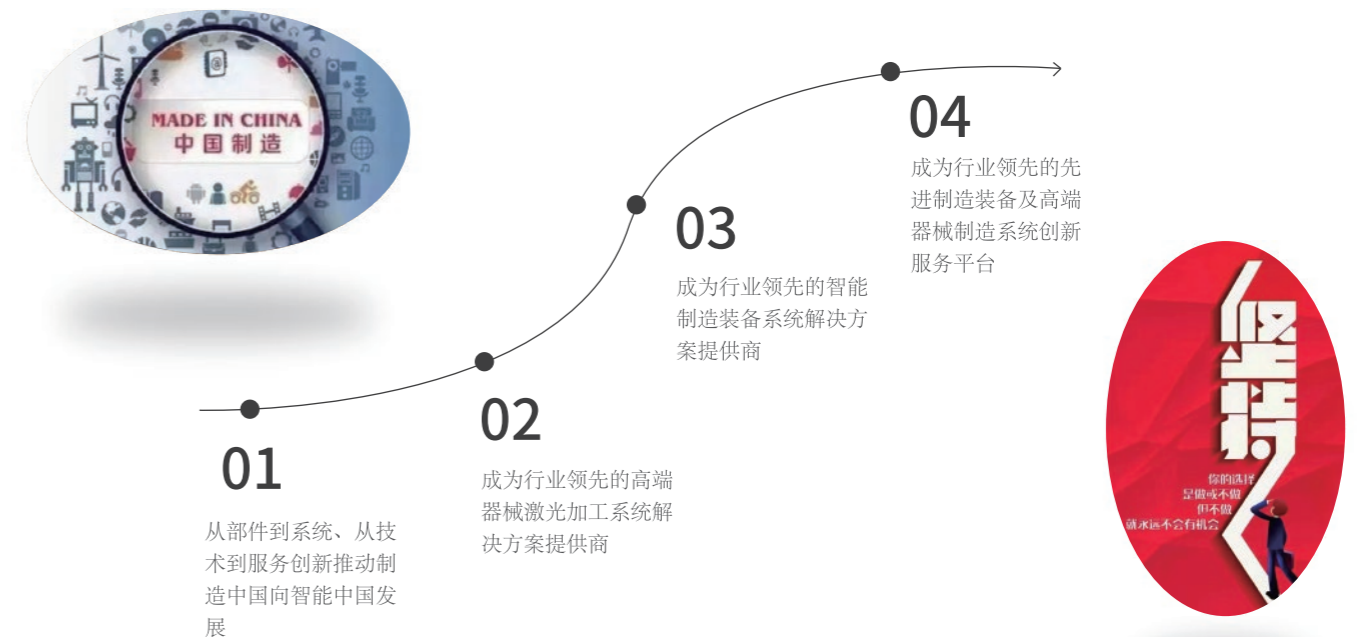 MADE IN CHINA
中国制造
01
从部件到系统、从技
术到服务创新推动制
造中国向智能中国发
展
02
成为行业领先的高端
器械激光加工系统解
决方案提供商
03
成为行业领先的智能
制造装备系统解决方
案提供商
04
成为行业领先的先
进制造装备及高端
器械制造系统创新
服务平台
坚持
你的选择
是做或不做
但不做
就永远不会有机会